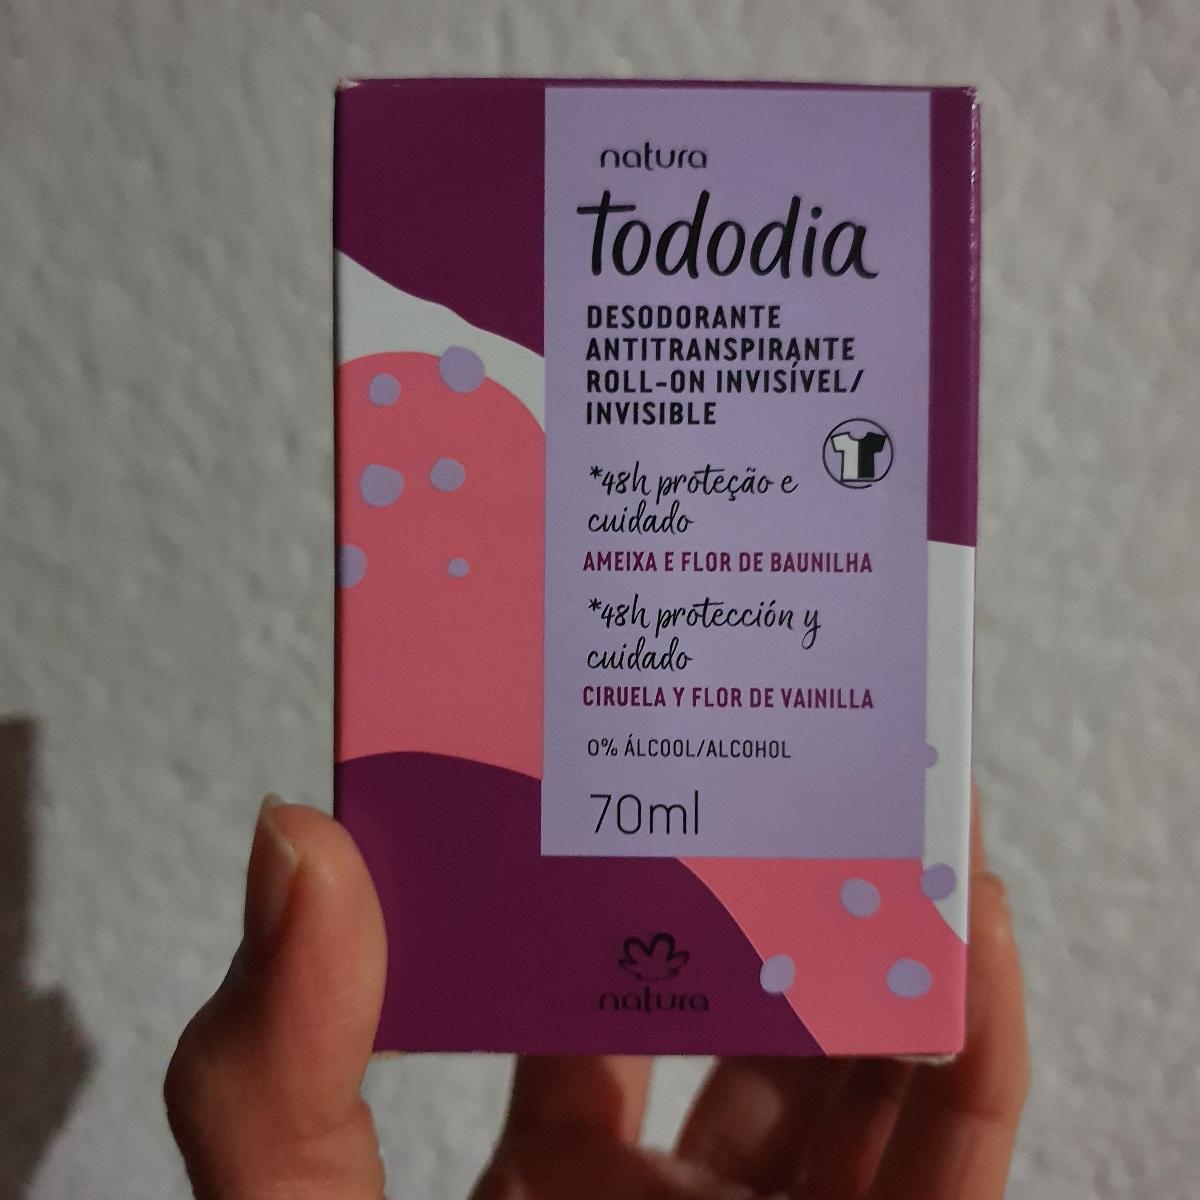 natura
Tododia
DESODORANTE
ANTITRANSPIRANTE
ROLL-ON INVISÍVEL/
INVISIBLE
*48h proteção e
cuidado
AMEIXA E FLOR DE BAUNILHA
*48h protección y
cuidado
CIRUELA Y FLOR DE VAINILLA
0% ÁLCOOL/ALCOHOL
70ml
natura